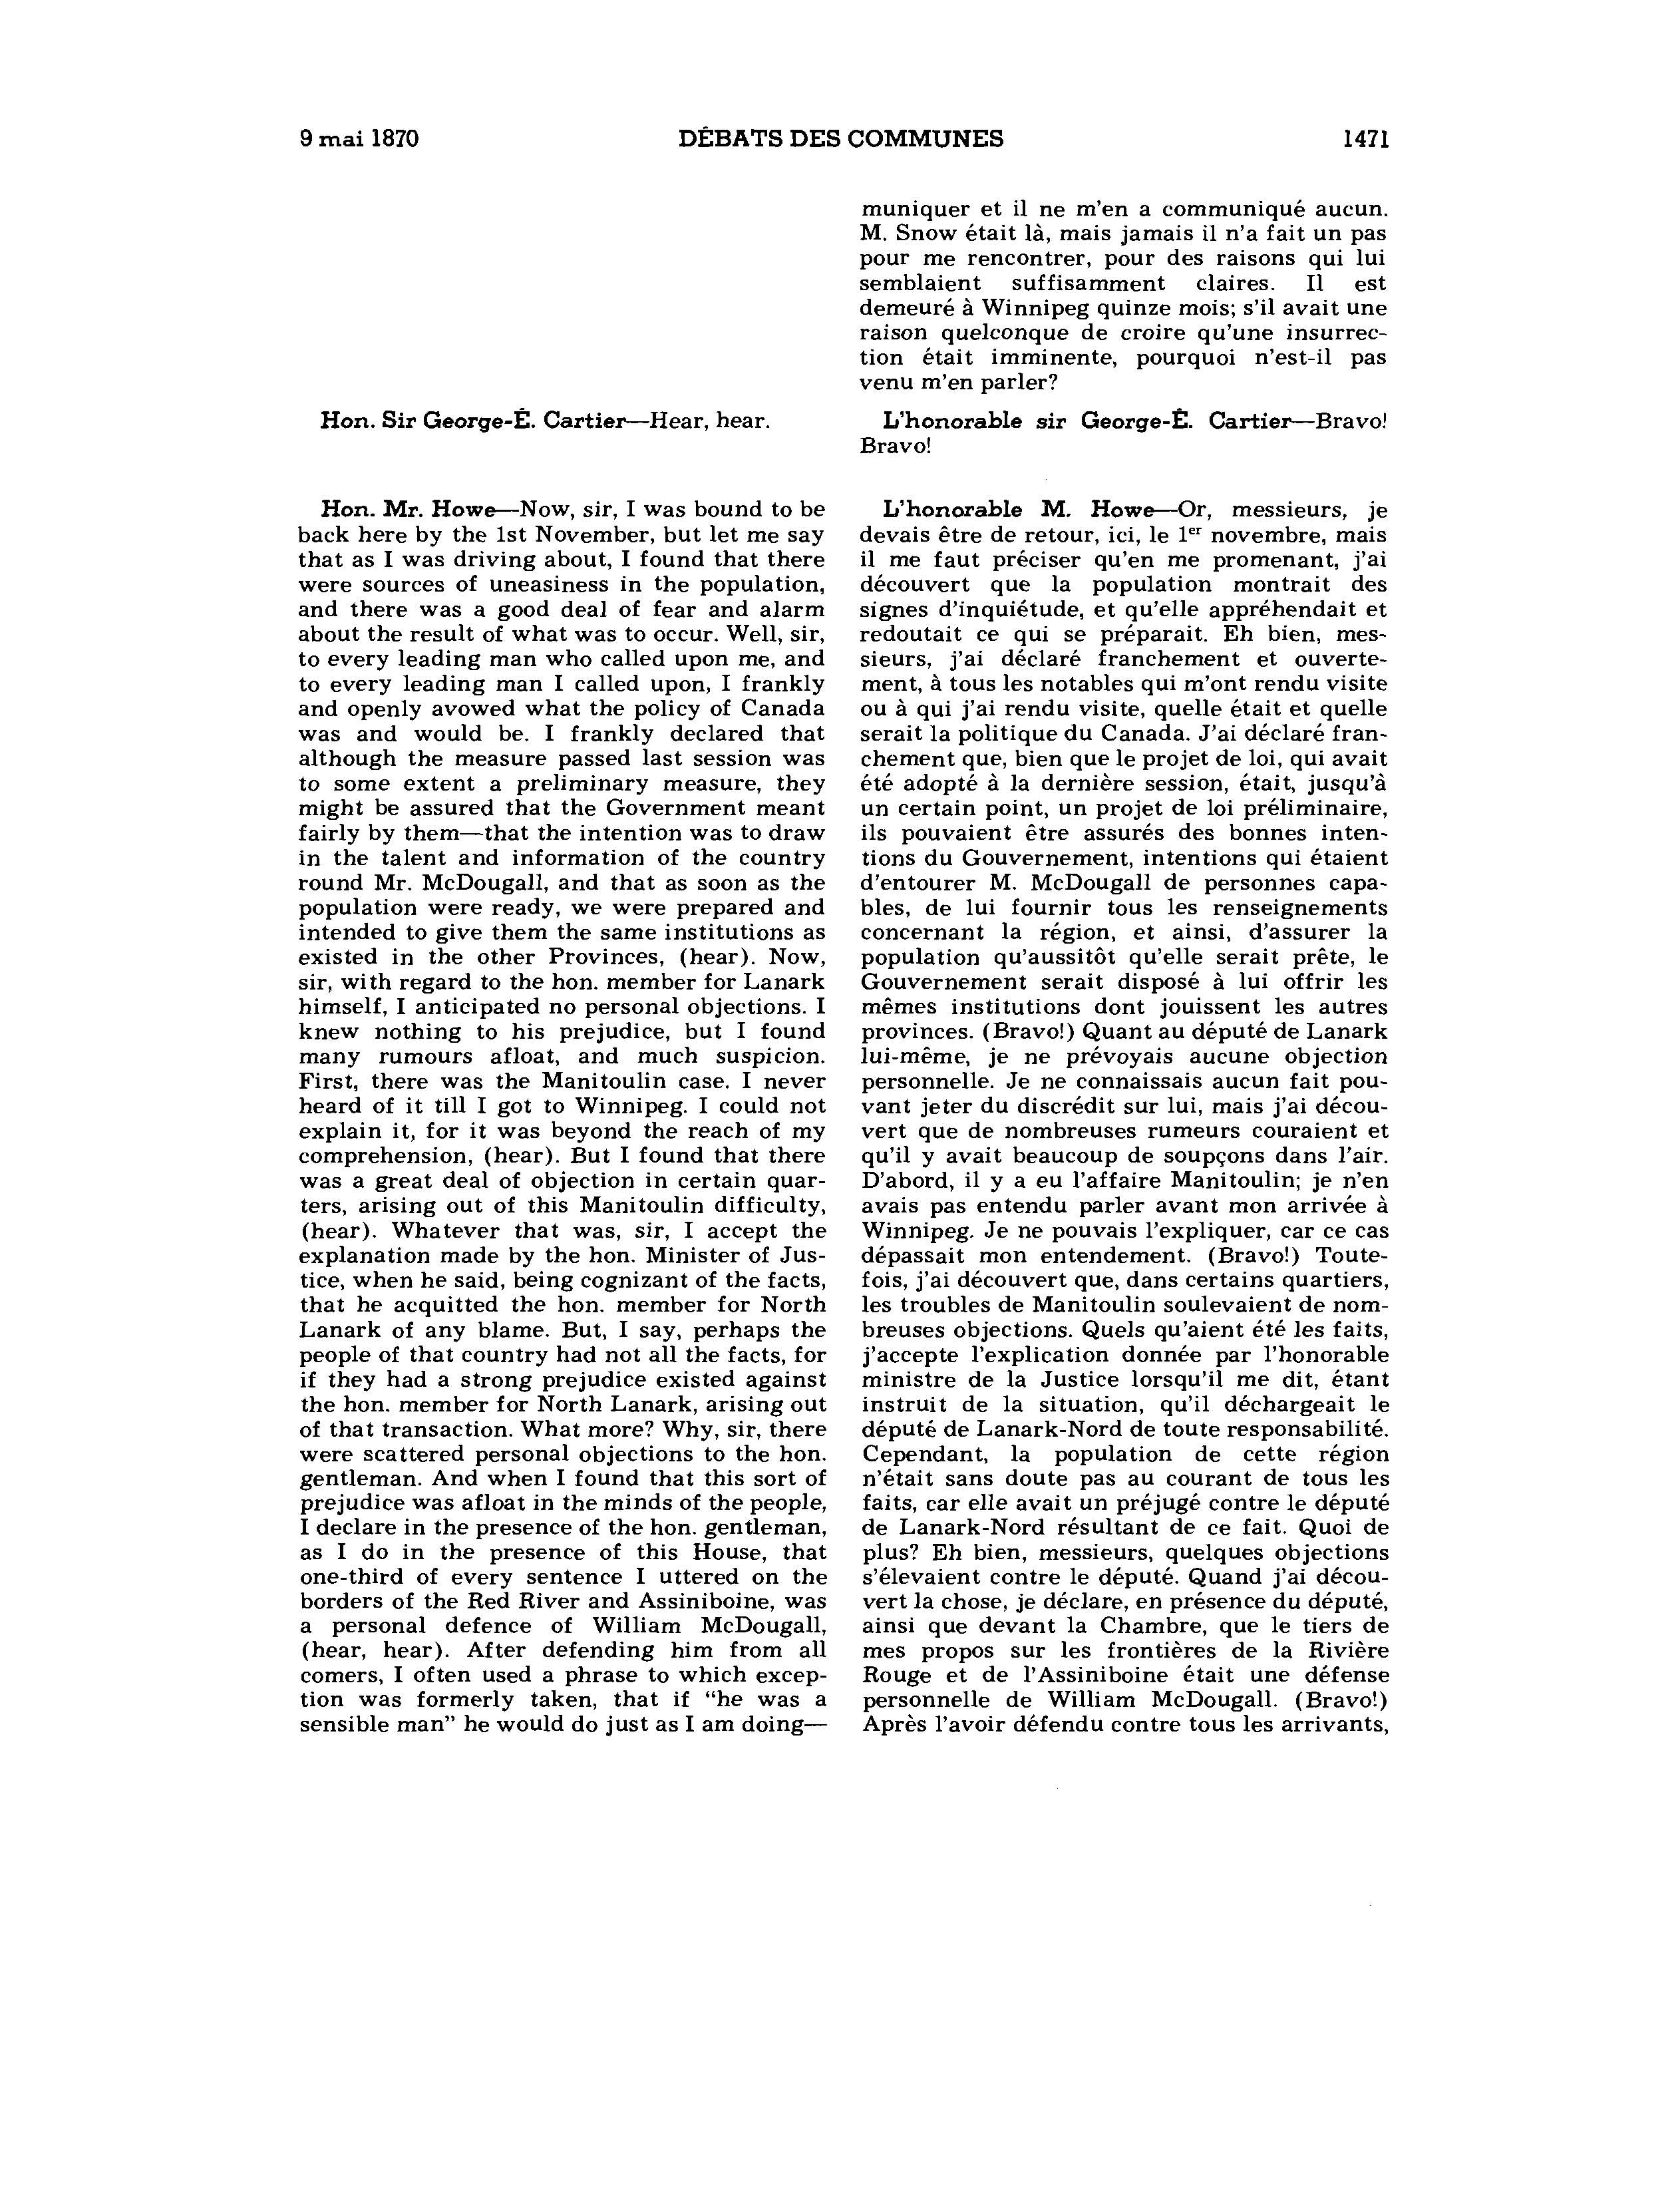 9 mai 1870
DÉBATS DES COMMUNES
1471
Hon. Sir George-É. Cartier—Hear, hear.
Hon. Mr. Howe—Now, sir, I was bound to be
back here by the 1st November, but let me say
that as I was driving about, I found that there
were sources of uneasiness in the population,
and there was a good deal of fear and alarm
about the result of what was to occur. Well, sir,
to every leading man who called upon me, and
to every leading man I called upon, I frankly
and openly avowed what the policy of Canada
was and would be. I frankly declared that
although the measure passed last session was
to some extent a preliminary measure, they
might be assured that the Government meant
fairly by them—that the intention was to draw
in the talent and information of the country
round Mr. McDougall, and that as soon as the
population were ready, we were prepared and
intended to give them the same institutions as
existed in the other Provinces, (hear). Now,
sir, with regard to the hon. member for Lanark
himself, I anticipated no personal objections. I
knew nothing to his prejudice, but I found
many rumours afloat, and much suspicion.
First, there was the Manitoulin case. I never
heard of it till I got to Winnipeg. I could not
explain it, for it was beyond the reach of my
comprehension, (hear). But I found that there
was a great deal of objection in certain quar-
ters, arising out of this Manitoulin difficulty,
(hear). Whatever that was, sir, I accept the
explanation made by the hon. Minister of Jus-
tice, when he said, being cognizant of the facts,
that he acquitted the hon. member for North
Lanark of any blame. But, I say, perhaps the
people of that country had not all the facts, for
if they had a strong prejudice existed against
the hon. member for North Lanark, arising out
of that transaction. What more? Why, sir, there
were scattered personal objections to the hon.
gentleman. And when I found that this sort of
prejudice was afloat in the minds of the people,
I declare in the presence of the hon. gentleman,
as I do in the presence of this House, that
one-third of every sentence I uttered on the
borders of the Red River and Assiniboine, was
a personal defence of William McDougall,
(hear, hear). After defending him from all
comers, I often used a phrase to which excep-
tion was formerly taken, that if “he was a
sensible man” he would do just as I am doing—
muniquer et il ne m'en a communiqué aucun.
M. Snow était là, mais jamais il n'a fait un pas
pour me rencontrer, pour des raisons qui lui
semblaient suffisamment claires. Il est
demeuré à Winnipeg quinze mois; s'il avait une
raison quelconque de croire qu'une insurrec-
tion était imminente, pourquoi n'est-il pas
venu m'en parler?
L'honorable sir George-É. Cartier—Bravo!
Bravo!
L'honorable M. Howe—Or, messieurs, je
devais être de retour, ici, le 1er novembre, mais
il me faut préciser qu'en me promenant, j'ai
découvert que la population montrait des
signes d'inquiétude, et qu'elle appréhendait et
redoutait ce qui se préparait. Eh bien, mes-
sieurs, j'ai déclaré franchement et ouverte-
ment, à tous les notables qui m'ont rendu visite
ou à qui j'ai rendu visite, quelle était et quelle
serait la politique du Canada. J'ai déclaré fran-
chement que, bien que le projet de loi, qui avait
été adopté à la dernière session, était, jusqu'à
un certain point, un projet de loi préliminaire,
ils pouvaient être assurés des bonnes inten-
tions du Gouvernement, intentions qui étaient
d'entourer M. McDougall de personnes capa-
bles, de lui fournir tous les renseignements
concernant la région, et ainsi, d'assurer la
population qu'aussitôt qu'elle serait prête, le
Gouvernement serait disposé à lui offrir les
mêmes institutions dont jouissent les autres
provinces. (Bravo!) Quant au député de Lanark
lui-même, je ne prévoyais aucune objection
personnelle. Je ne connaissais aucun fait pou-
vant jeter du discrédit sur lui, mais j'ai décou-
vert que de nombreuses rumeurs couraient et
qu'il y avait beaucoup de soupçons dans l'air.
D'abord, il y a eu l'affaire Manitoulin; je n'en
avais pas entendu parler avant mon arrivée à
Winnipeg. Je ne pouvais l'expliquer, car ce cas
dépassait mon entendement. (Bravo!) Toute-
fois, j'ai découvert que, dans certains quartiers,
les troubles de Manitoulin soulevaient de nom-
breuses objections. Quels qu'aient été les faits,
j'accepte l'explication donnée par l'honorable
ministre de la Justice lorsqu'il me dit, étant
instruit de la situation, qu'il déchargeait le
député de Lanark-Nord de toute responsabilité.
Cependant, la population de cette région
n'était sans doute pas au courant de tous les
faits, car elle avait un préjugé contre le député
de Lanark-Nord résultant de ce fait. Quoi de
plus? Eh bien, messieurs, quelques objections
s'élevaient contre le député. Quand j'ai décou-
vert la chose, je déclare, en présence du député,
ainsi que devant la Chambre, que le tiers de
mes propos sur les frontières de la Rivière
Rouge et de l'Assiniboine était une défense
personnelle de William McDougall. (Bravo!)
Après l'avoir défendu contre tous les arrivants,